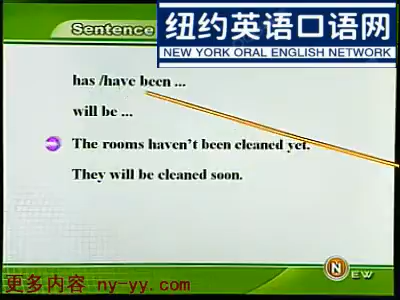 Sentence
纽约英语口语网
NEW YORK ORAL ENGLISH NETWORK
has /have been ...
will be ...
The rooms haven't been cleaned yet.
They will be cleaned soon.
NEW
更多内容 ny-yy.com